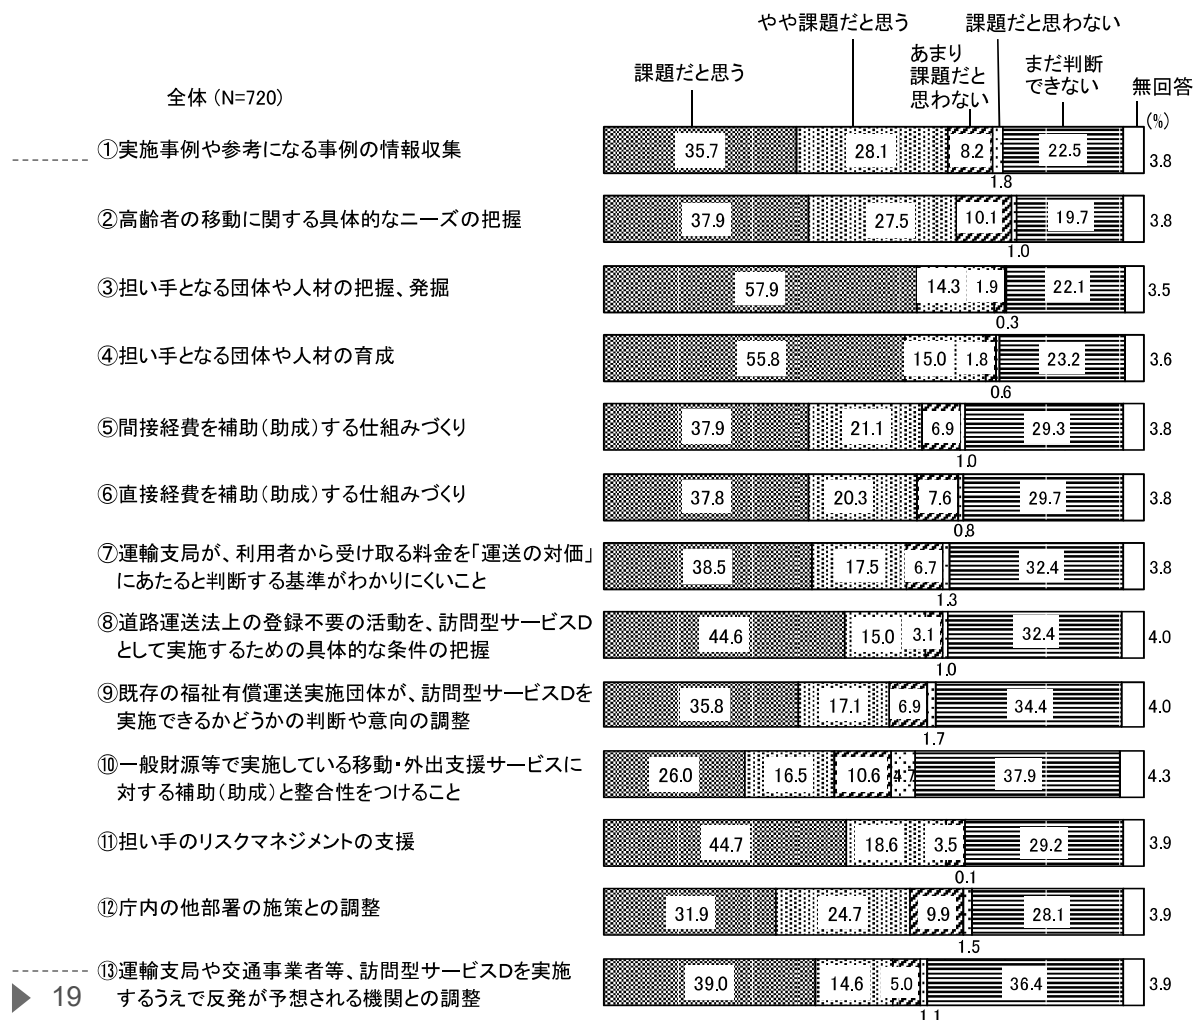 やや課題だと思う
課題だと思わない
課題だと思う
あまり
課題だと
思わない
まだ判断
できない
無回答
全体 (N=720)
(%)
①実施事例や参考になる事例の情報収集
35.7 28.1 8.2 22.5 3.8
1.8
②高齢者の移動に関する具体的なニーズの把握
37.9 27.5 10.1 19.7 3.8
1.0
③担い手となる団体や人材の把握、発掘
57.9 14.3 1.9 22.1 3.5
0.3
④担い手となる団体や人材の育成
55.8 15.0 1.8 23.2 3.6
0.6
⑤間接経費を補助(助成)する仕組みづくり
37.9 21.1 6.9 29.3 3.8
1.0
⑥直接経費を補助(助成)する仕組みづくり
37.8 20.3 7.6 29.7 3.8
0.8
⑦運輸支局が、利用者から受け取る料金を「運送の対価」
にあたると判断する基準がわかりにくいこと
38.5 17.5 6.7 32.4 3.8
1.3
⑧道路運送法上の登録不要の活動を、訪問型サービスD
として実施するための具体的な条件の把握
44.6 15.0 3.1 32.4 4.0
1.0
⑨既存の福祉有償運送実施団体が、訪問型サービスDを
実施できるかどうかの判断や意向の調整
35.8 17.1 6.9 34.4 4.0
1.7
⑩一般財源等で実施している移動・外出支援サービスに
対する補助(助成)と整合性をつけること
26.0 16.5 10.6 4.7 37.9 4.3
⑪担い手のリスクマネジメントの支援
44.7 18.6 3.5 29.2 3.9
0.1
⑫庁内の他部署の施策との調整
31.9 24.7 9.9 28.1 3.9
1.5
⑬運輸支局や交通事業者等、訪問型サービスDを実施
するうえで反発が予想される機関との調整
39.0 14.6 5.0 36.4 3.9
1.1
19